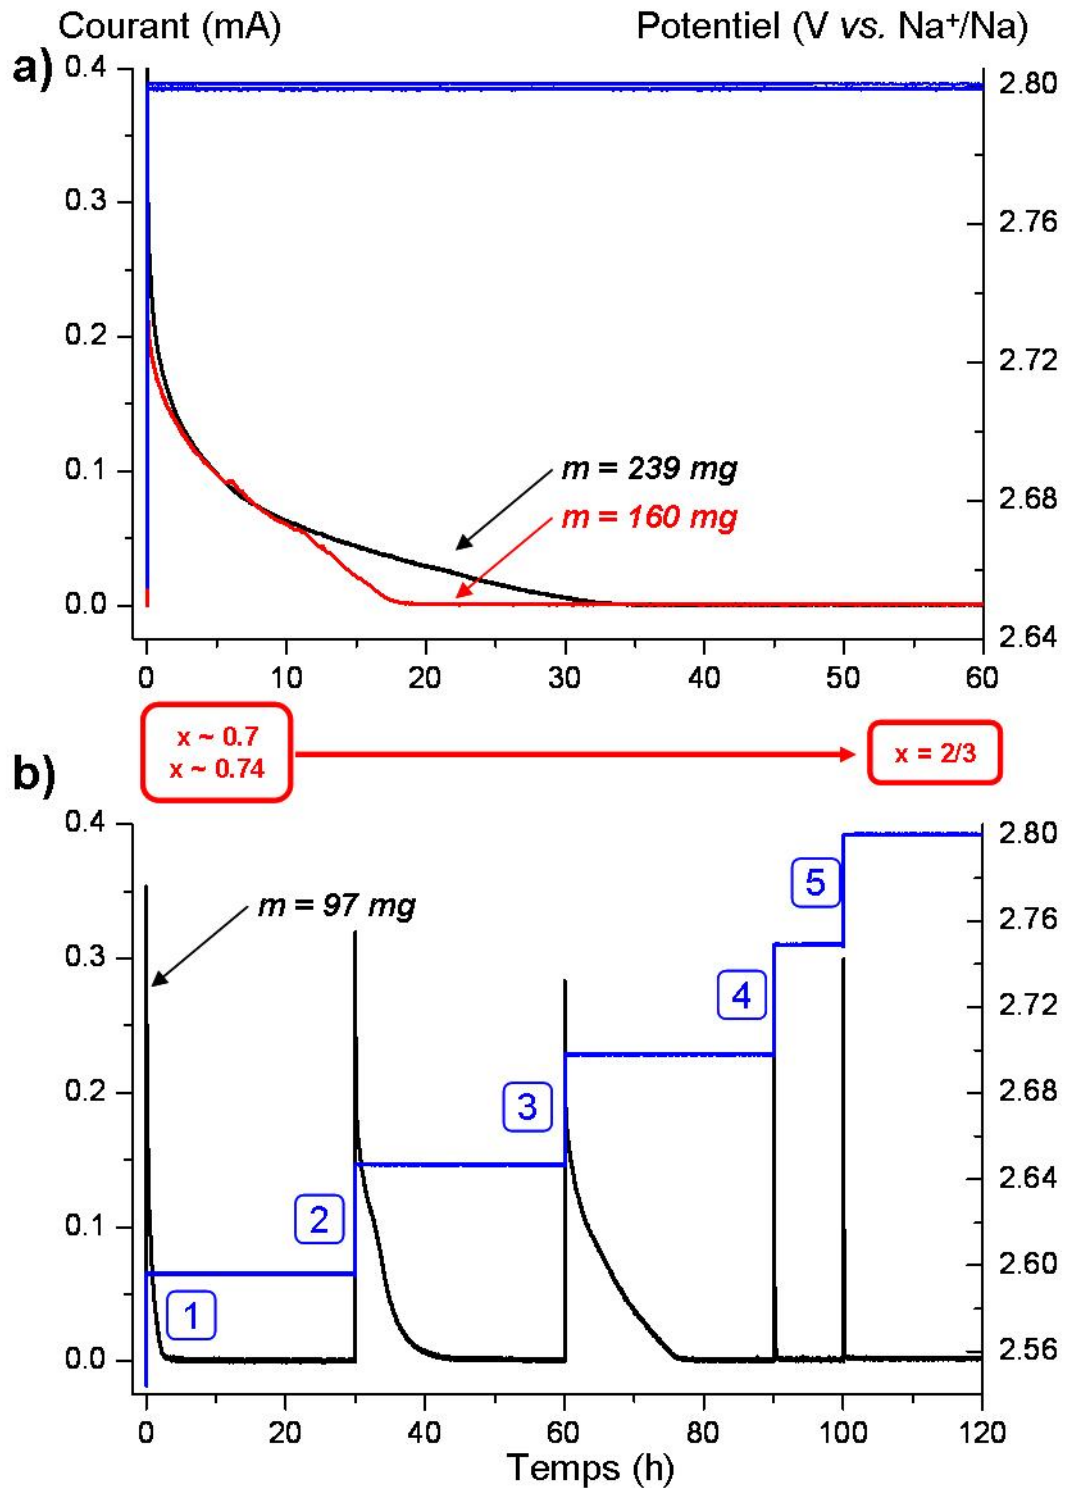 Courant (mA) Potentiel (V vs. Na⁺/Na)
a) 0.4 2.80
0.3 2.76
0.2 2.72
0.1 2.68
m = 239 mg
m = 160 mg
0.0 2.64
0 10 20 30 40 50 60
x ~ 0.7
x ~ 0.74
x = 2/3
b)
0.4 2.80
5
m = 97 mg
2.76
0.3
4
2.72
3
0.2 2.68
2.64
2
0.1
2.60
1
0.0 2.56
0 20 40 60 80 100 120
Temps (h)